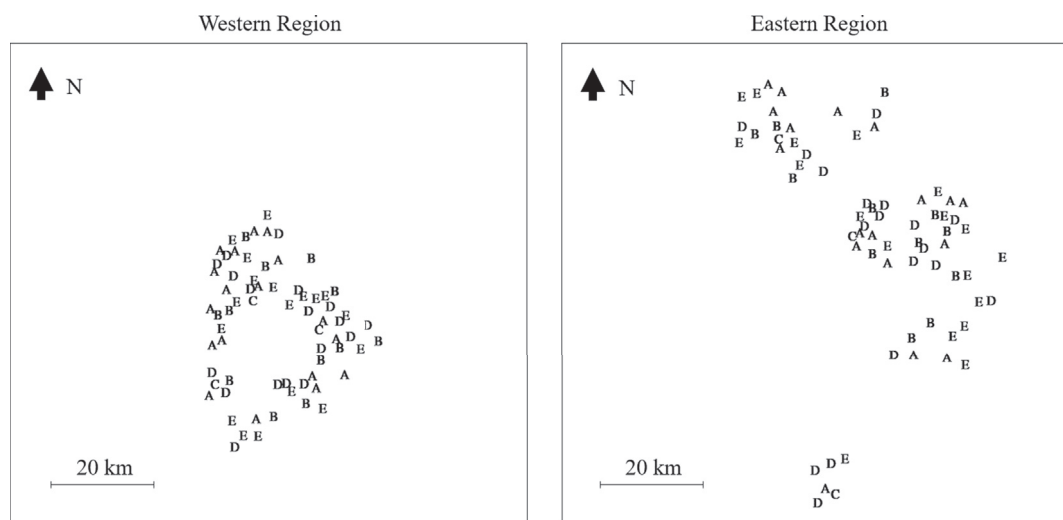 Western Region
N
E
A A D
E B
A A
D E A B
D B
A D E
A D A E D B
E C E E E
E D
A B B D E
A D D
E C
A A A D B
D B E
B
D A A
C B D D E D A
A D
B E
E A B
E E
D
20 km
Eastern Region
N
A
E E A B
A A D
D B A A
B E
E C E
A D
E D
B
E
D B D A A A
E D B E D
D D E
C A A B
A E B D A
B E
A D D
B E
E D
B E
B E
D A A
E
D D E
A C
D
20 km